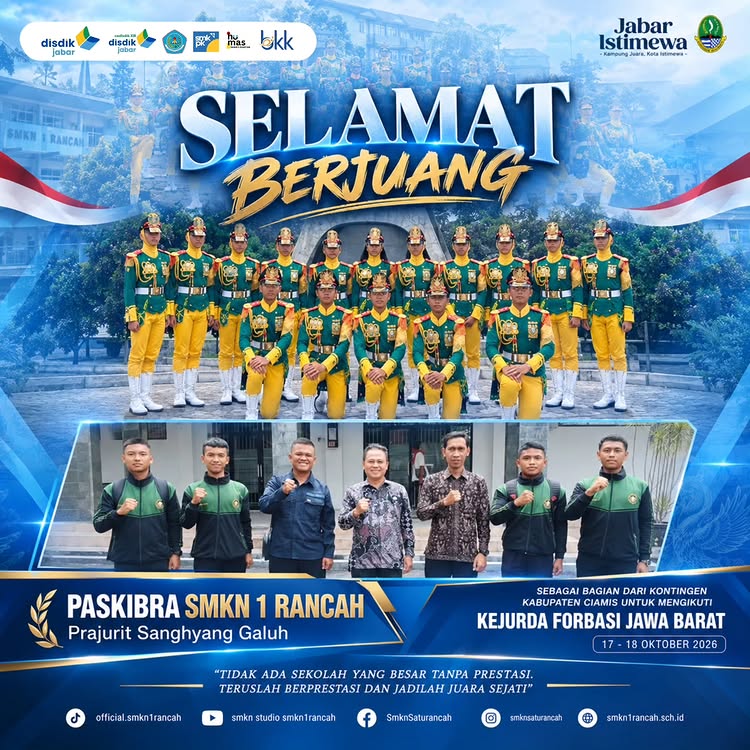 disdik
jabar
disdik
jabar
smk
pk
humas
bkk
Jabar
Istimewa
- Kampung Juara, Kota Istimewa -
SMKN 1 RANCAH
SELAMAT
BERJUANG
PASKIBRA SMKN 1 RANCAH
Prajurit Sanghyang Galuh
SEBAGAI BAGIAN DARI KONTINGEN
KABUPATEN CIAMIS UNTUK MENGIKUTI
KEJURDA FORBASI JAWA BARAT
17 - 18 OKTOBER 2026
“TIDAK ADA SEKOLAH YANG BESAR TANPA PRESTASI.
TERUSLAH BERPRESTASI DAN JADILAH JUARA SEJATI”
official.smkn1rancah
smkn studio smkn1rancah
SmknSaturancah
smknsaturancah
smkn1rancah.sch.id